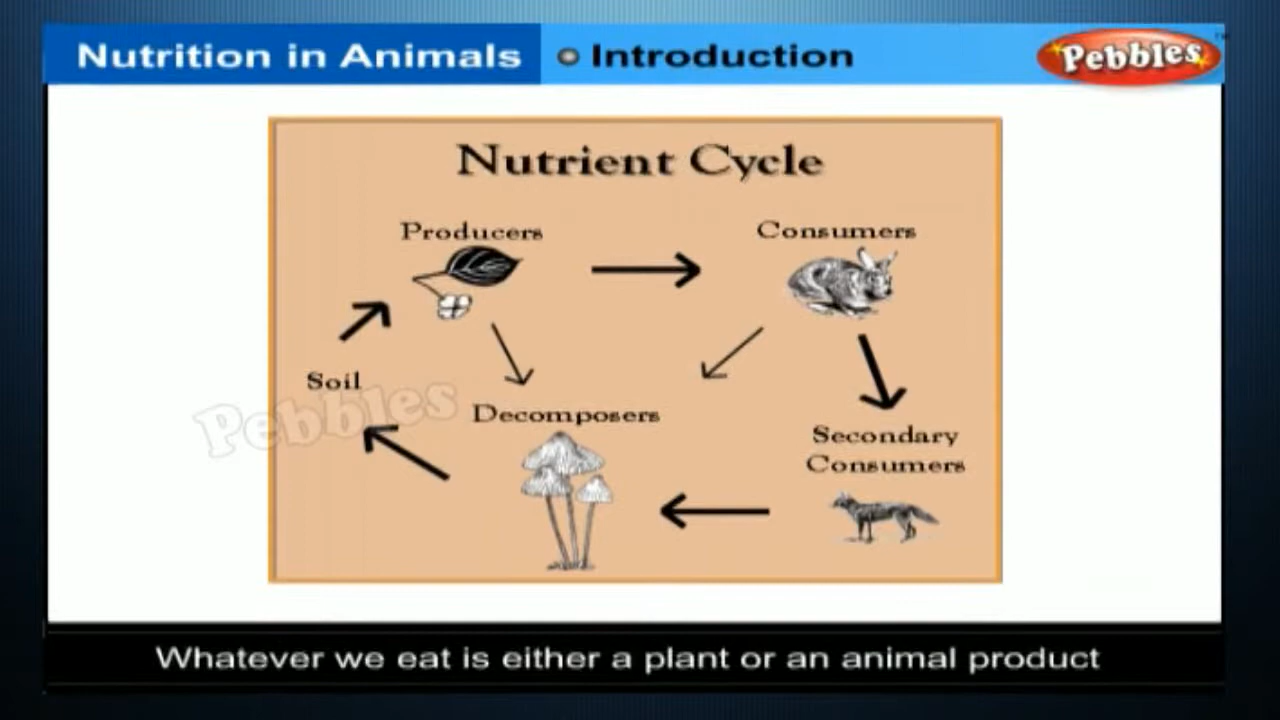 Nutrition in Animals
Introduction
Pebbles
TM
Nutrient Cycle
Producers
Consumers
Soil
Pebbles
Decomposers
Secondary
Consumers
Whatever we eat is either a plant or an animal product